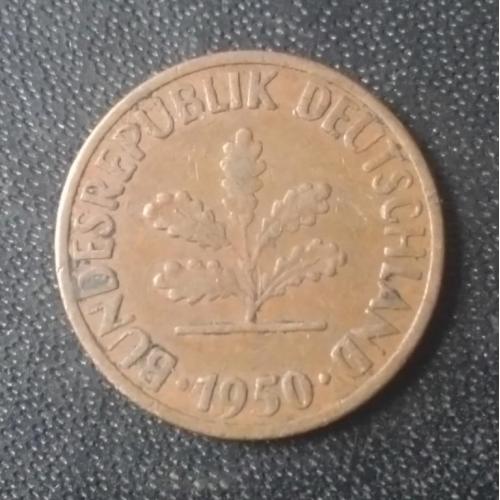 BUNDESREPUBLIK DEUTSCHLAND
· 1950 ·